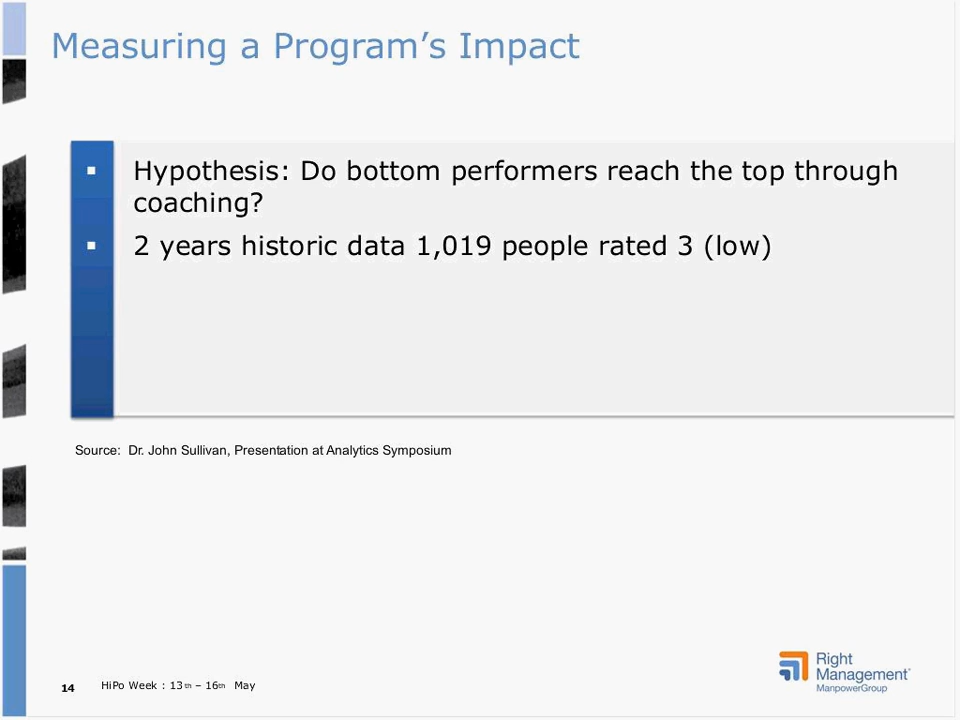 Measuring a Program’s Impact
▪ Hypothesis: Do bottom performers reach the top through
coaching?
▪ 2 years historic data 1,019 people rated 3 (low)
Source: Dr. John Sullivan, Presentation at Analytics Symposium
14 HiPo Week : 13th – 16th May
Right
Management
ManpowerGroup